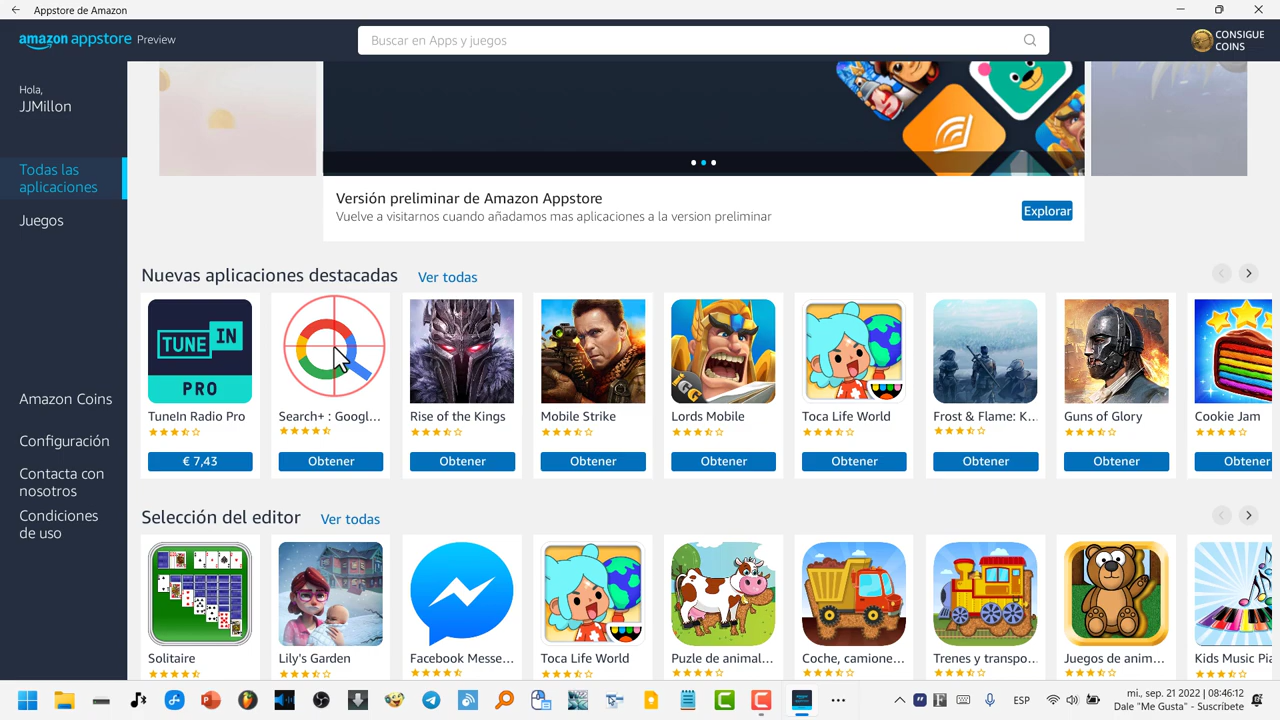 Appstore de Amazon
amazon appstore Preview
Buscar en Apps y juegos
CONSIGUE
COINS
Hola,
JJMillon
Todas las
aplicaciones
Juegos
Amazon Coins
Configuración
Contacta con
nosotros
Condiciones
de uso
Versión preliminar de Amazon Appstore
Vuelve a visitarnos cuando añadamos mas aplicaciones a la version preliminar
Explorar
Nuevas aplicaciones destacadas Ver todas
TUNE IN
PRO
TuneIn Radio Pro
Search+ : Googl...
Rise of the Kings
Mobile Strike
Lords Mobile
Toca Life World
Frost & Flame: K...
Guns of Glory
Cookie Jam
€ 7,43
Obtener
Obtener
Obtener
Obtener
Obtener
Obtener
Obtener
Obtener
Selección del editor Ver todas
Solitaire
Lily's Garden
Facebook Messe...
Toca Life World
Puzle de animal...
Coche, camione...
Trenes y transpo...
Juegos de anim...
Kids Music Pia
ESP
mi., sep. 21 2022 | 08:46:12
Dale "Me Gusta" - Suscríbete